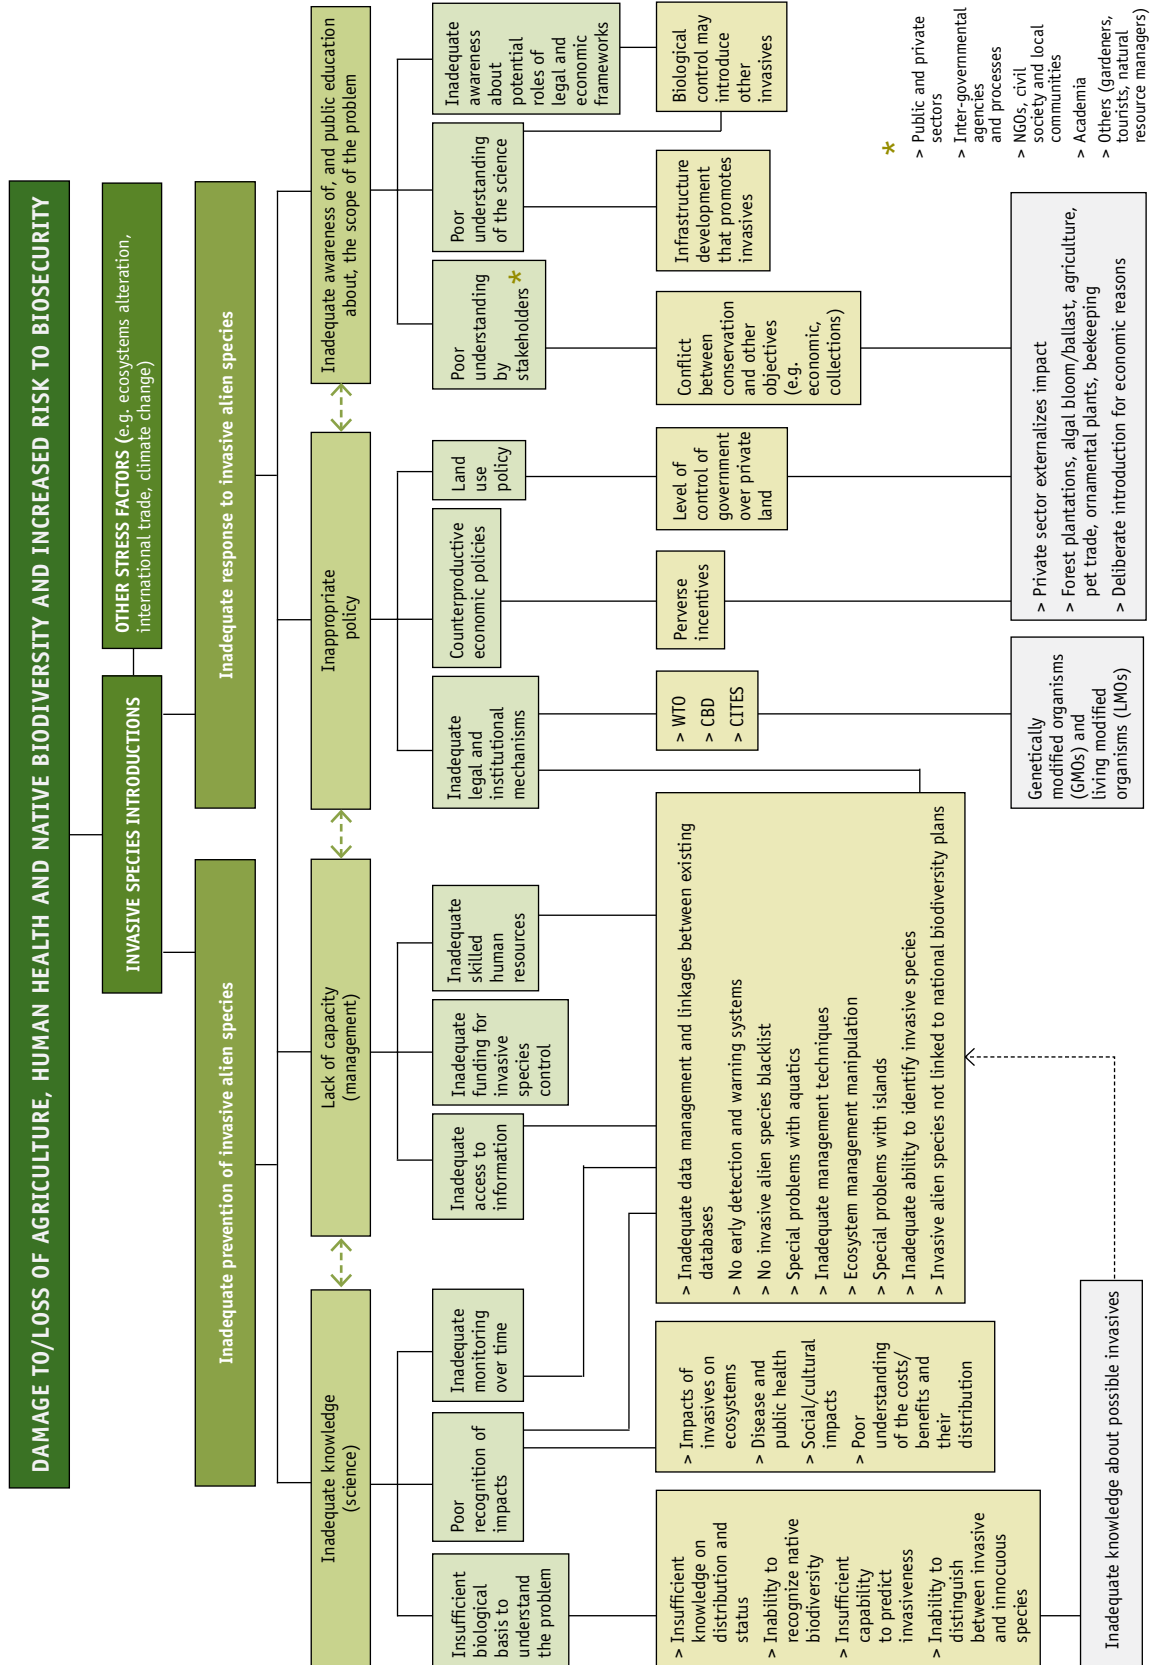 DAMAGE TO/LOSS OF AGRICULTURE, HUMAN HEALTH AND NATIVE BIODIVERSITY AND INCREASED RISK TO BIOSECURITY
INVASIVE SPECIES INTRODUCTIONS
OTHER STRESS FACTORS (e.g. ecosystems alteration,
international trade, climate change)
Inadequate prevention of invasive alien species
Inadequate response to invasive alien species
Inadequate knowledge
(science)
Lack of capacity
(management)
Inappropriate
policy
Inadequate awareness of, and public education
about, the scope of the problem
Insufficient
biological
basis to
understand
the problem
Poor
recognition of
impacts
Inadequate
monitoring
over time
Inadequate
access to
information
Inadequate
funding for
invasive
species
control
Inadequate
skilled
human
resources
Inadequate
legal and
institutional
mechanisms
Counterproductive
economic policies
Land
use
policy
Poor
understanding
by
stakeholders *
Poor
understanding
of the science
Inadequate
awareness
about
potential
roles of
legal and
economic
frameworks
> Insufficient
knowledge on
distribution and
status
> Inability to
recognize native
biodiversity
> Insufficient
capability
to predict
invasiveness
> Inability to
distinguish
between invasive
and innocuous
species
> Impacts of
invasives on
ecosystems
> Disease and
public health
> Social/cultural
impacts
> Poor
understanding
of the costs/
benefits and
their
distribution
> Inadequate data management and linkages between existing
databases
> No early detection and warning systems
> No invasive alien species blacklist
> Special problems with aquatics
> Inadequate management techniques
> Ecosystem management manipulation
> Special problems with islands
> Inadequate ability to identify invasive species
> Invasive alien species not linked to national biodiversity plans
> WTO
> CBD
> CITES
Perverse
incentives
Level of
control of
government
over private
land
Conflict
between
conservation
and other
objectives
(e.g.
economic,
collections)
Infrastructure
development
that promotes
invasives
Biological
control may
introduce
other
invasives
Inadequate knowledge about possible invasives
Genetically
modified organisms
(GMOs) and
living modified
organisms (LMOs)
> Private sector externalizes impact
> Forest plantations, algal bloom/ballast, agriculture,
pet trade, ornamental plants, beekeeping
> Deliberate introduction for economic reasons
*
> Public and private
sectors
> Inter-governmental
agencies
and processes
> NGOs, civil
society and local
communities
> Academia
> Others (gardeners,
tourists, natural
resource managers)